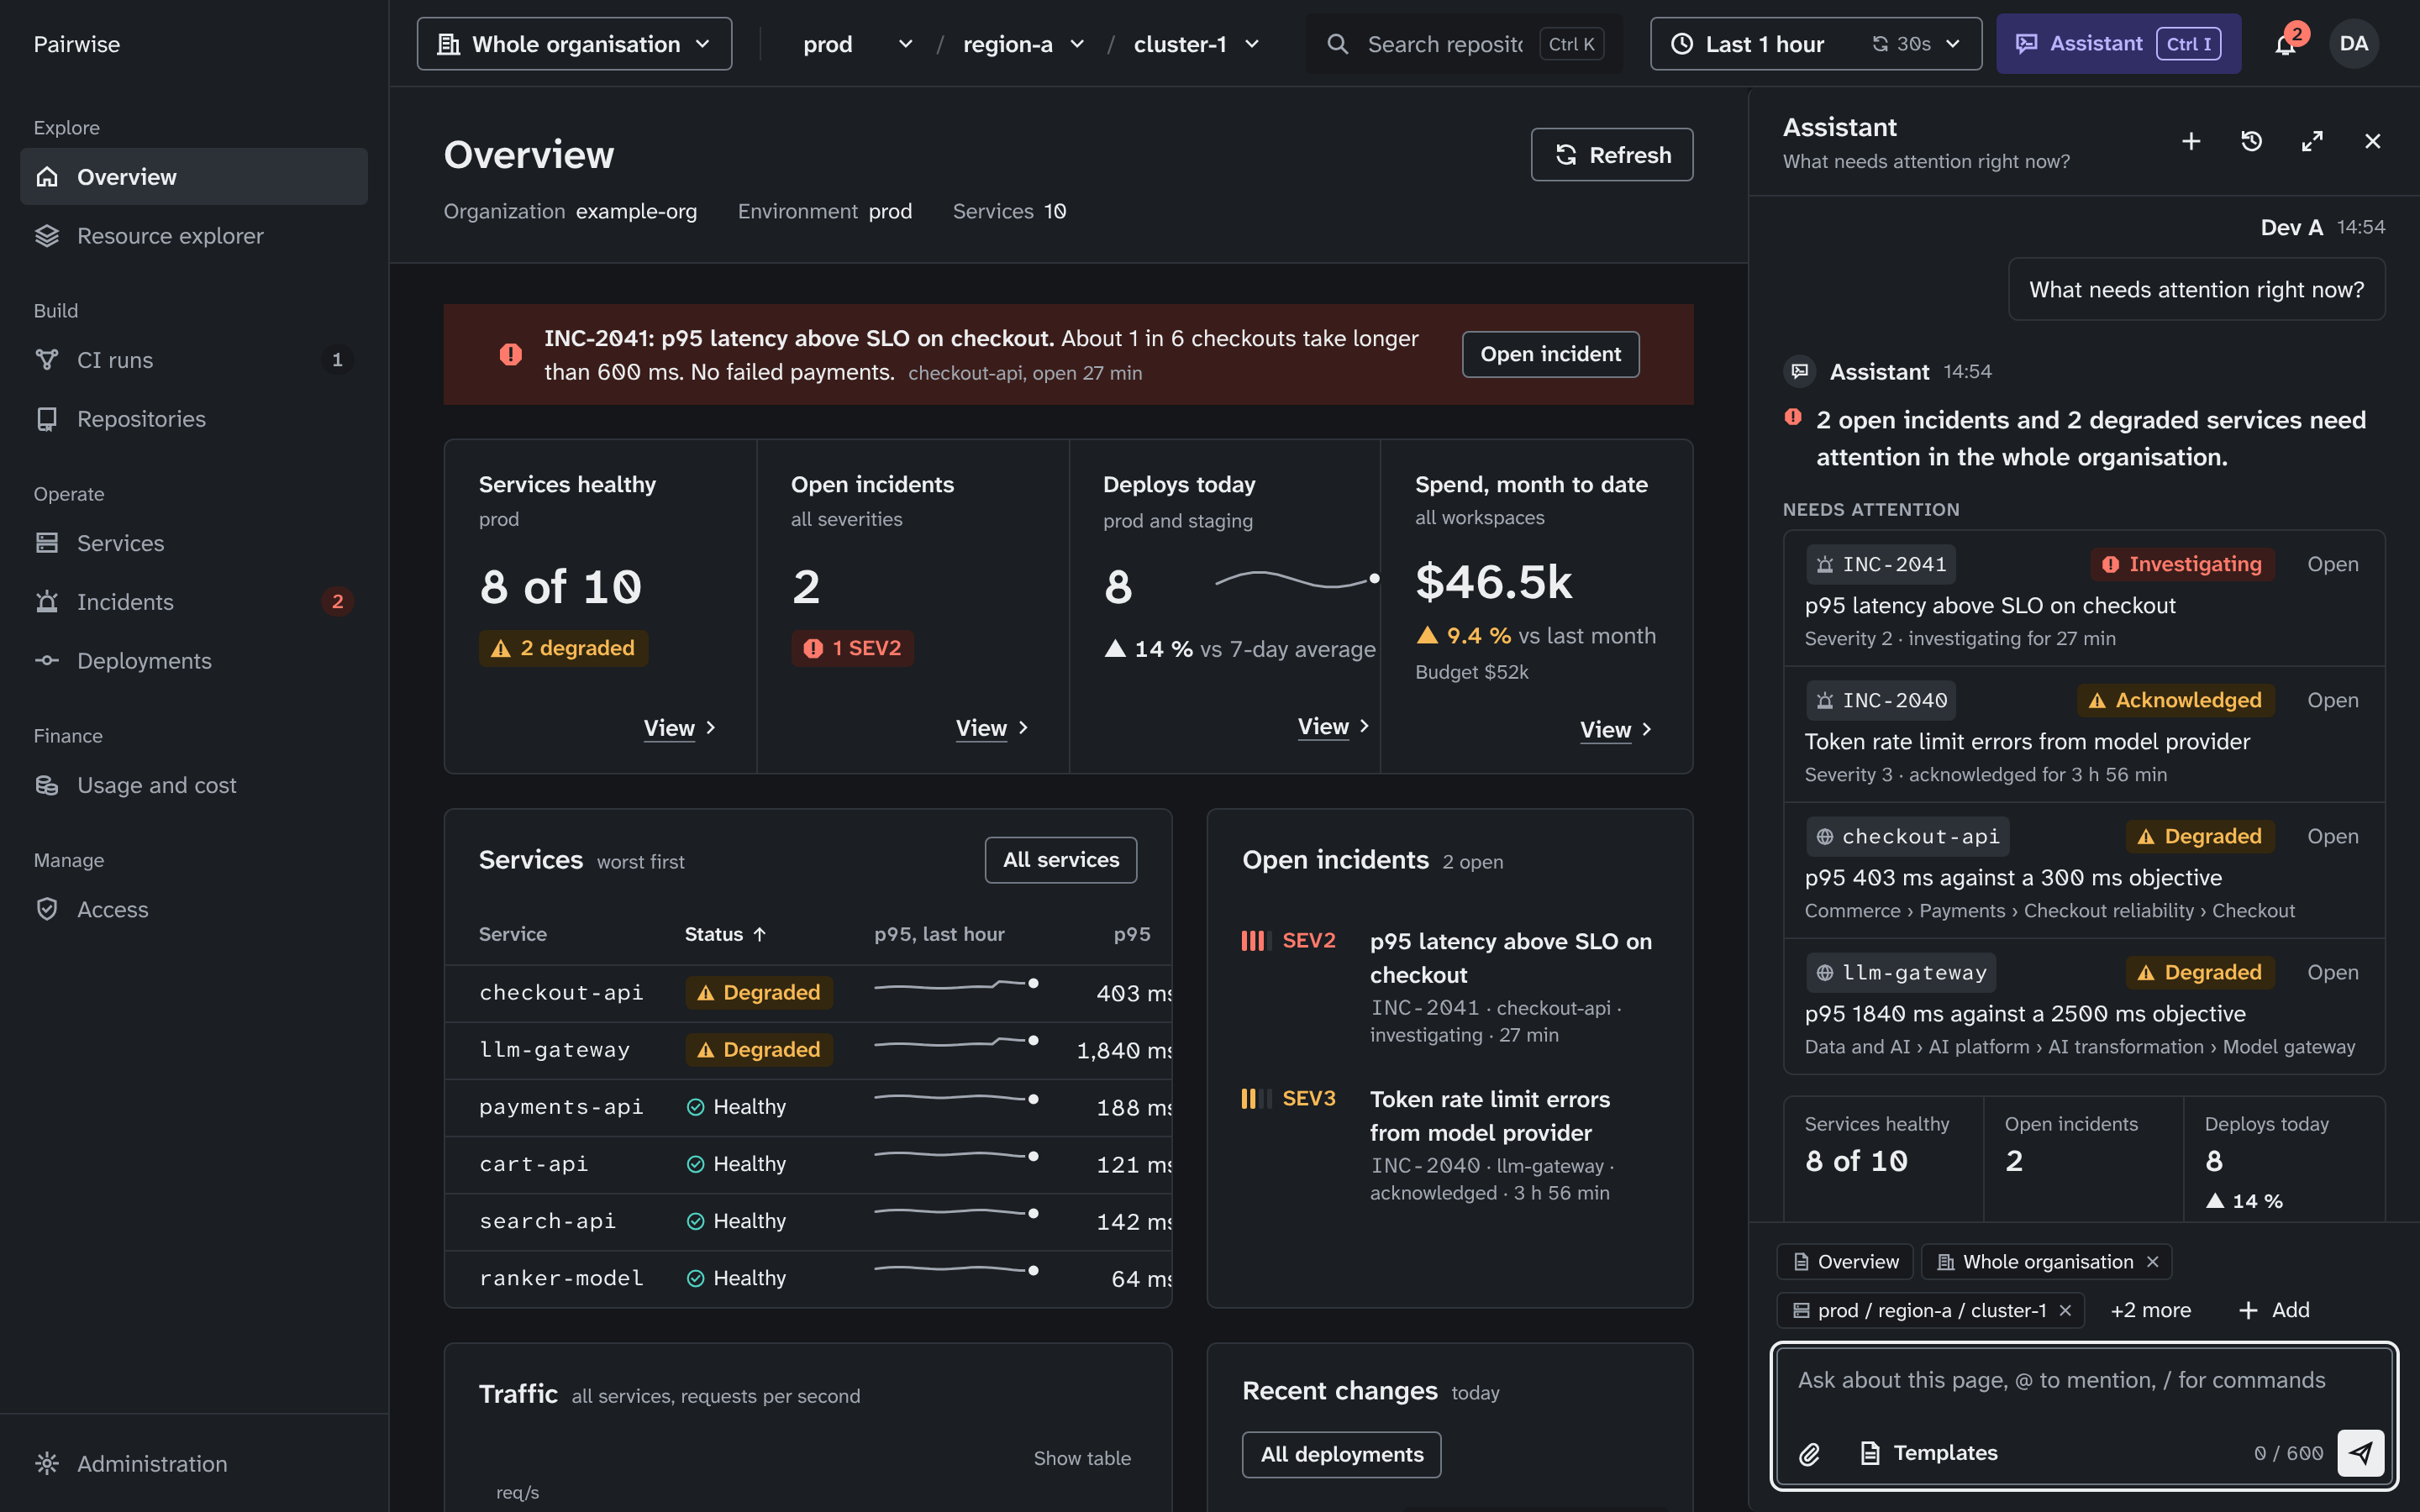 Pairwise
Whole organisation
prod / region-a / cluster-1
Ctrl K
Last 1 hour
30s
Assistant Ctrl I
2
DA
Explore
Overview
Resource explorer
Build
CI runs 1
Repositories
Operate
Services
Incidents 2
Deployments
Finance
Usage and cost
Manage
Access
Administration
Overview
Refresh
Organization example-org Environment prod Services 10
INC-2041: p95 latency above SLO on checkout. About 1 in 6 checkouts take longer
than 600 ms. No failed payments. checkout-api, open 27 min
Open incident
Services healthy
prod
8 of 10
2 degraded
View
Open incidents
all severities
2
1 SEV2
View
Deploys today
prod and staging
8
14 % vs 7-day average
View
Spend, month to date
all workspaces
$46.5k
9.4 % vs last month
Budget $52k
View
Services worst first
All services
Service Status p95, last hour p95
checkout-api Degraded 403 ms
llm-gateway Degraded 1,840 ms
payments-api Healthy 188 ms
cart-api Healthy 121 ms
search-api Healthy 142 ms
ranker-model Healthy 64 ms
Open incidents 2 open
SEV2 p95 latency above SLO on
checkout
INC-2041 · checkout-api ·
investigating · 27 min
SEV3 Token rate limit errors
from model provider
INC-2040 · llm-gateway ·
acknowledged · 3 h 56 min
Traffic all services, requests per second
Show table
req/s
Recent changes today
All deployments
Assistant
What needs attention right now?
Dev A 14:54
What needs attention right now?
Assistant 14:54
2 open incidents and 2 degraded services need
attention in the whole organisation.
NEEDS ATTENTION
INC-2041 Investigating Open
p95 latency above SLO on checkout
Severity 2 · investigating for 27 min
INC-2040 Acknowledged Open
Token rate limit errors from model provider
Severity 3 · acknowledged for 3 h 56 min
checkout-api Degraded Open
p95 403 ms against a 300 ms objective
Commerce › Payments › Checkout reliability › Checkout
llm-gateway Degraded Open
p95 1840 ms against a 2500 ms objective
Data and AI › AI platform › AI transformation › Model gateway
Services healthy
8 of 10
Open incidents
2
Deploys today
8
14 %
Overview
Whole organisation
prod / region-a / cluster-1
+2 more
Add
Ask about this page, @ to mention, / for commands
Templates
0 / 600
Search